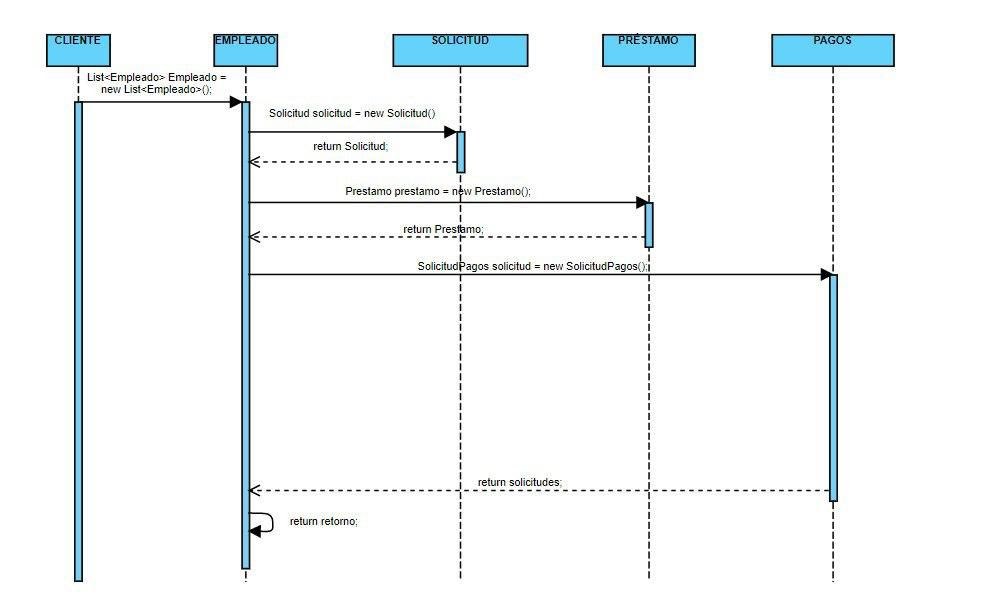 CLIENTE
EMPLEADO
SOLICITUD
PRÉSTAMO
PAGOS
List<Empleado> Empleado =
new List<Empleado>();
Solicitud solicitud = new Solicitud()
return Solicitud;
Prestamo prestamo = new Prestamo();
return Prestamo;
SolicitudPagos solicitud = new SolicitudPagos();
return solicitudes;
return retorno;